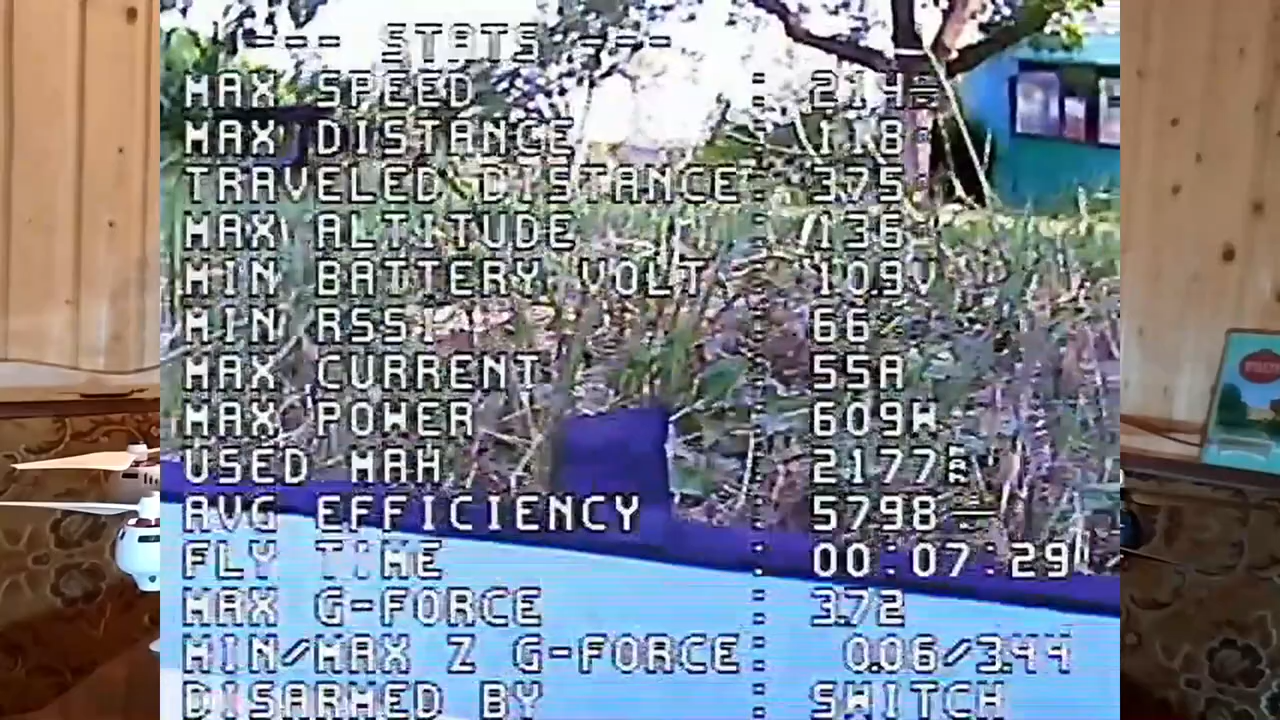 --- STATS ---
MAX SPEED : 214
MAX DISTANCE : 118
TRAVELED DISTANCE: 375
MAX ALTITUDE : 136
MIN BATTERY VOLT : 10.9V
MIN RSSI : 66%
MAX CURRENT : 55A
MAX POWER : 609W
USED MAH : 2177
AVG EFFICIENCY : 5798
FLY TIME : 00:07:29
MAX G-FORCE : 3.72
MIN/MAX Z G-FORCE: 0.06/3.44
DISARMED BY : SWITCH